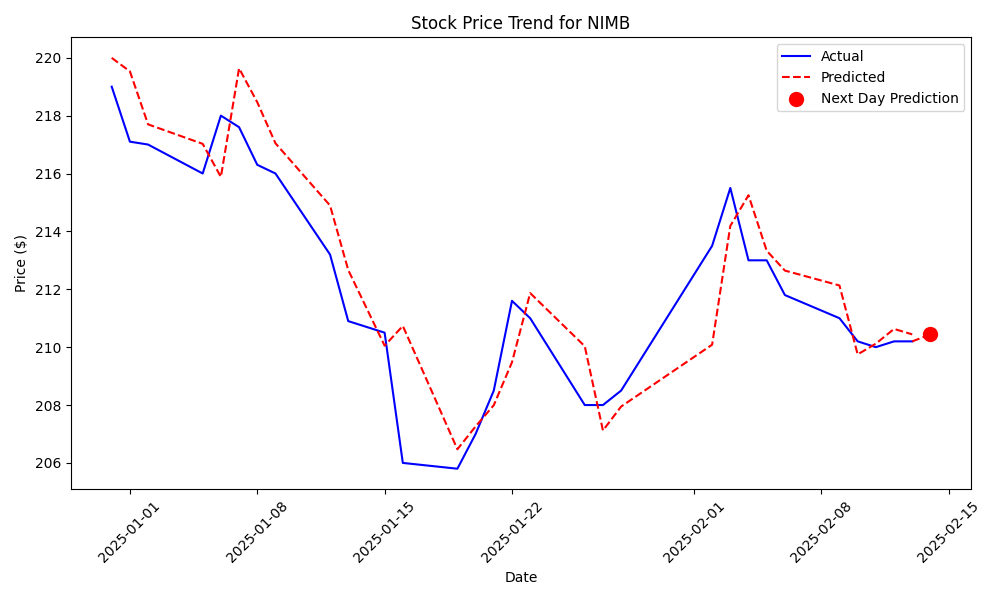 Stock Price Trend for NIMB
Actual
Predicted
Next Day Prediction
220
218
216
214
212
210
208
206
Price ($)
2025-01-01
2025-01-08
2025-01-15
2025-01-22
2025-02-01
2025-02-08
2025-02-15
Date